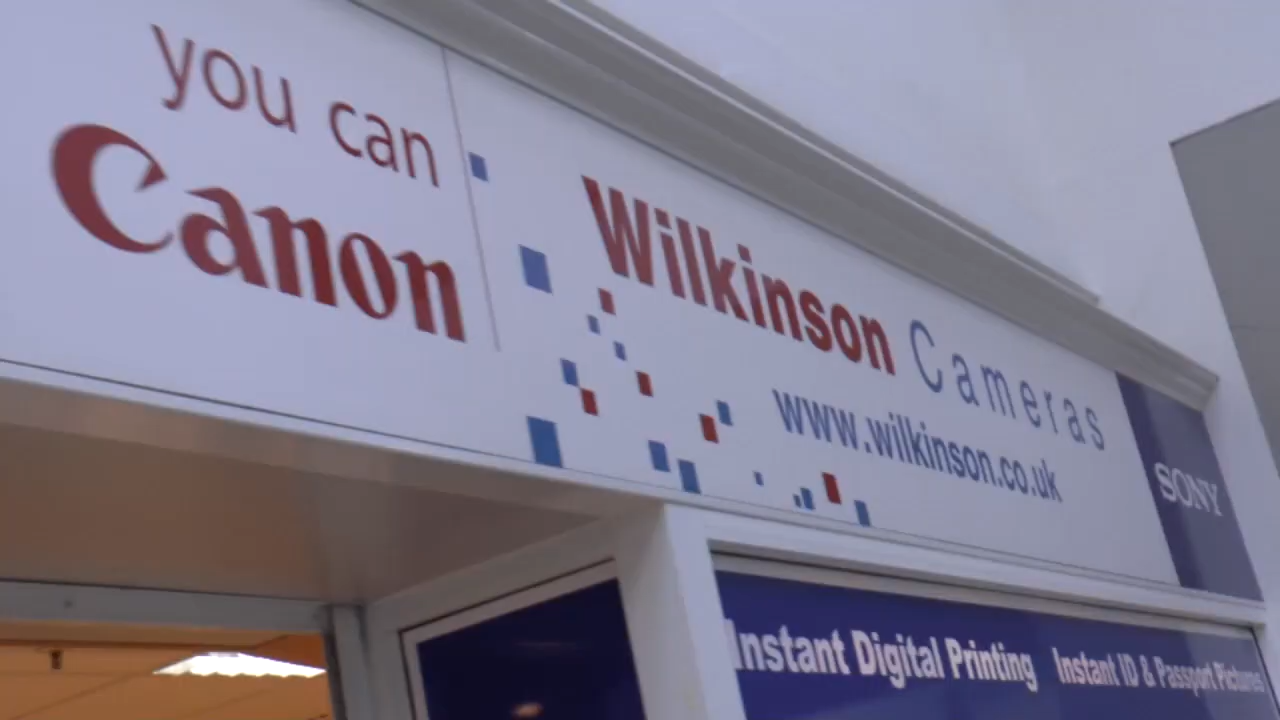 you can
Canon
Wilkinson Cameras
www.wilkinson.co.uk
SONY
Instant Digital Printing Instant ID & Passport Pictures